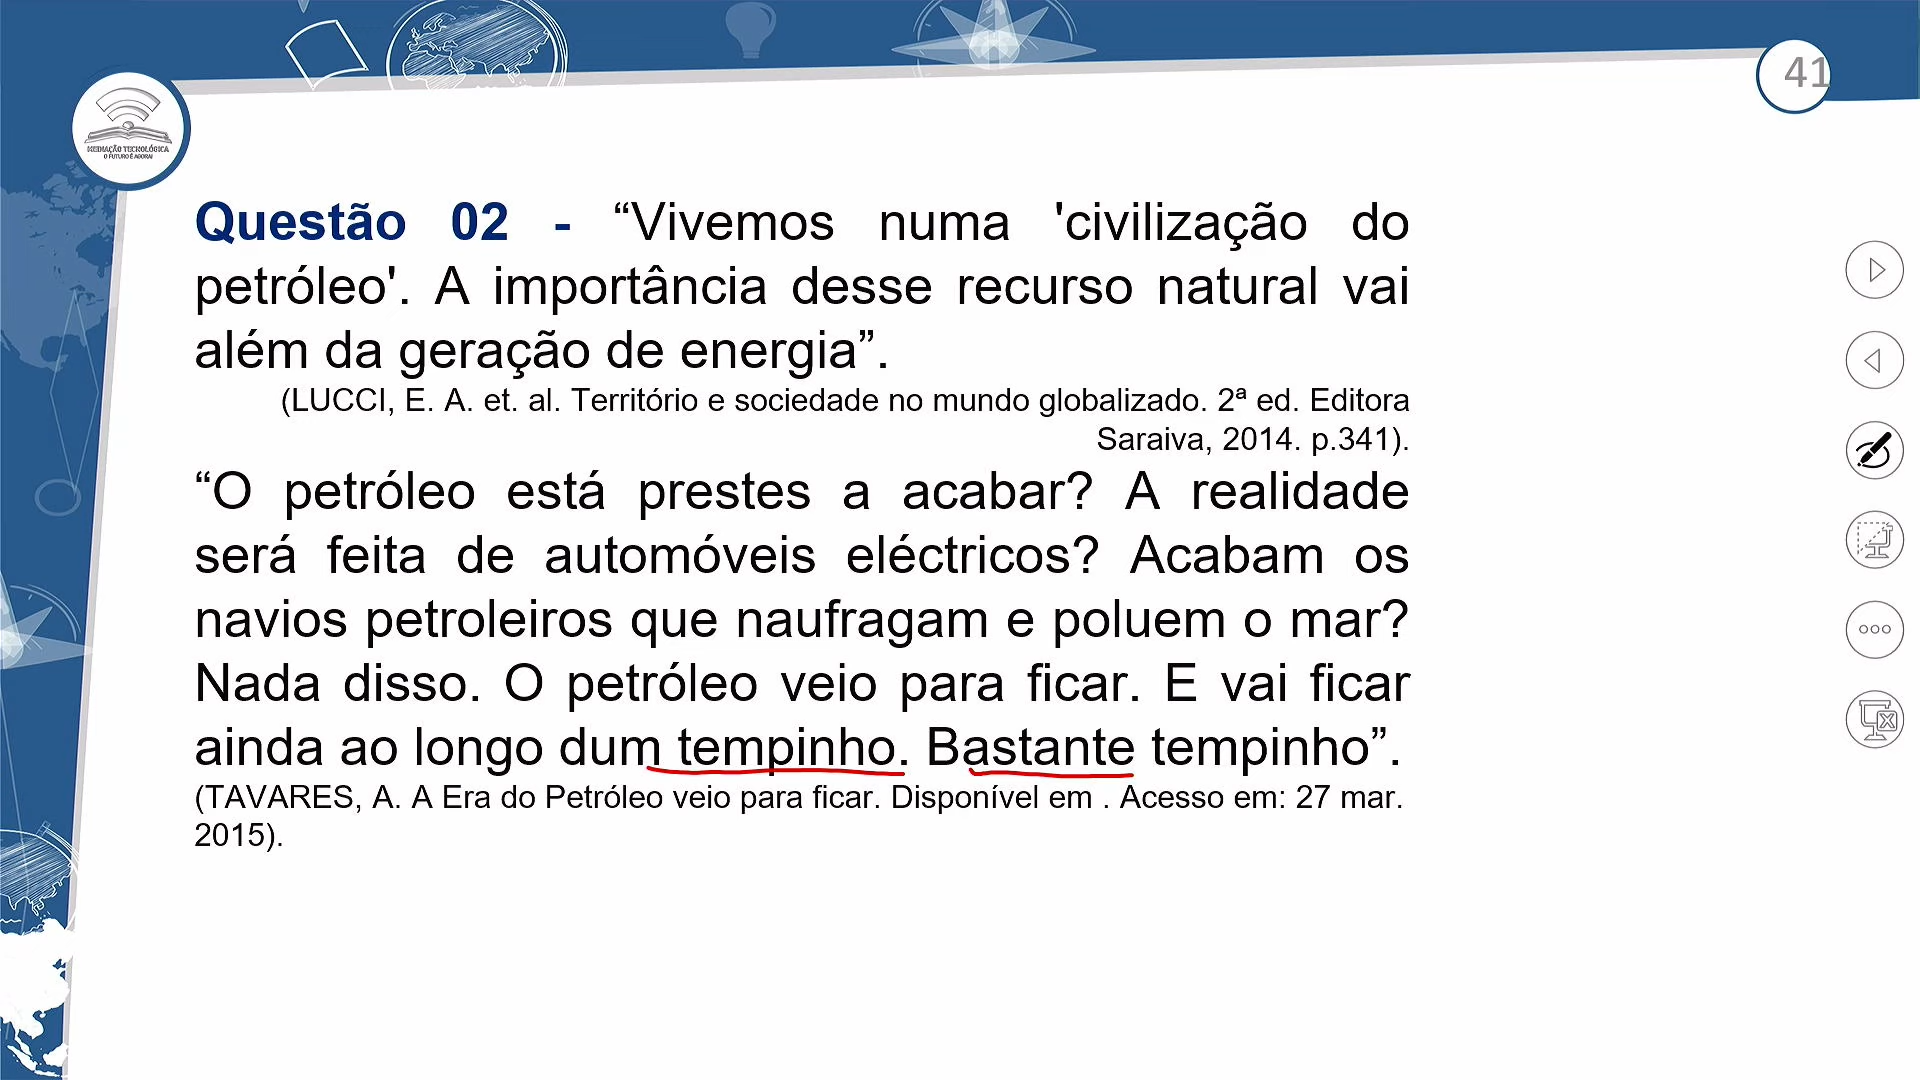 41
MEDIAÇÃO TECNOLÓGICA
O FUTURO É AGORA!
Questão 02 - “Vivemos numa 'civilização do
petróleo'. A importância desse recurso natural vai
além da geração de energia”.
(LUCCI, E. A. et. al. Território e sociedade no mundo globalizado. 2ª ed. Editora
Saraiva, 2014. p.341).
“O petróleo está prestes a acabar? A realidade
será feita de automóveis eléctricos? Acabam os
navios petroleiros que naufragam e poluem o mar?
Nada disso. O petróleo veio para ficar. E vai ficar
ainda ao longo dum tempinho. Bastante tempinho”.
(TAVARES, A. A Era do Petróleo veio para ficar. Disponível em . Acesso em: 27 mar.
2015).